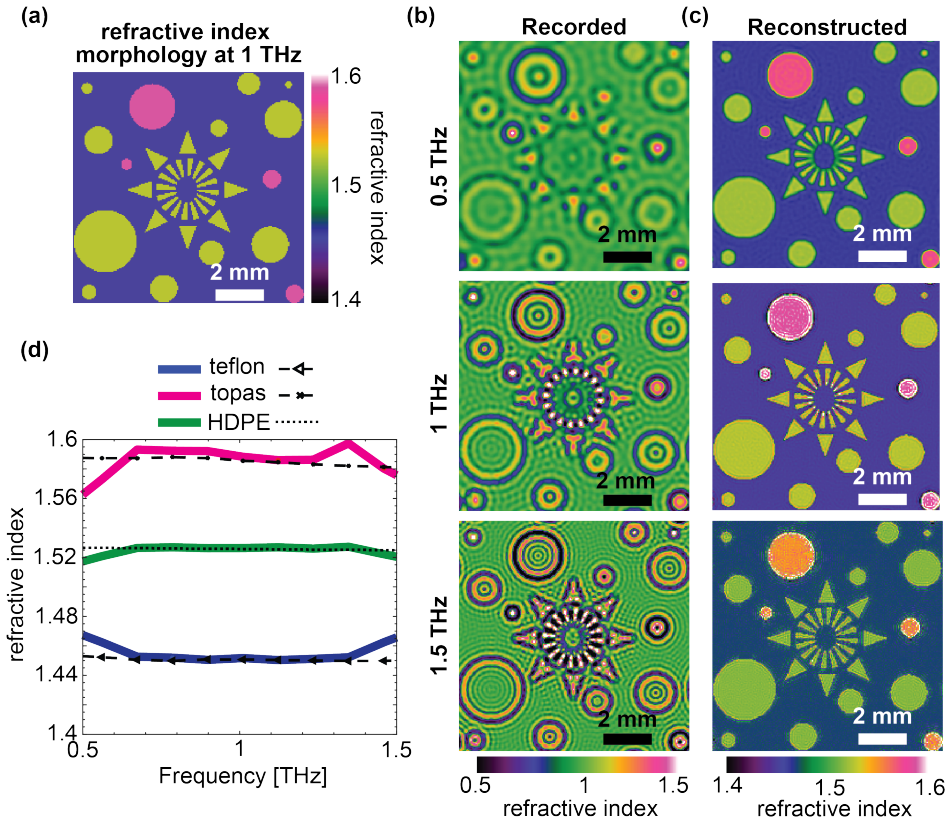 (a)
refractive index
morphology at 1 THz
1.6
1.5
1.4
refractive index
2 mm
(b)
Recorded
0.5 THz
2 mm
1 THz
2 mm
1.5 THz
2 mm
0.5
1
1.5
refractive index
(c)
Reconstructed
2 mm
2 mm
2 mm
1.4
1.5
1.6
refractive index
(d)
teflon
topas
HDPE
1.6
1.56
1.52
1.48
1.44
1.4
refractive index
0.5
1
1.5
Frequency [THz]